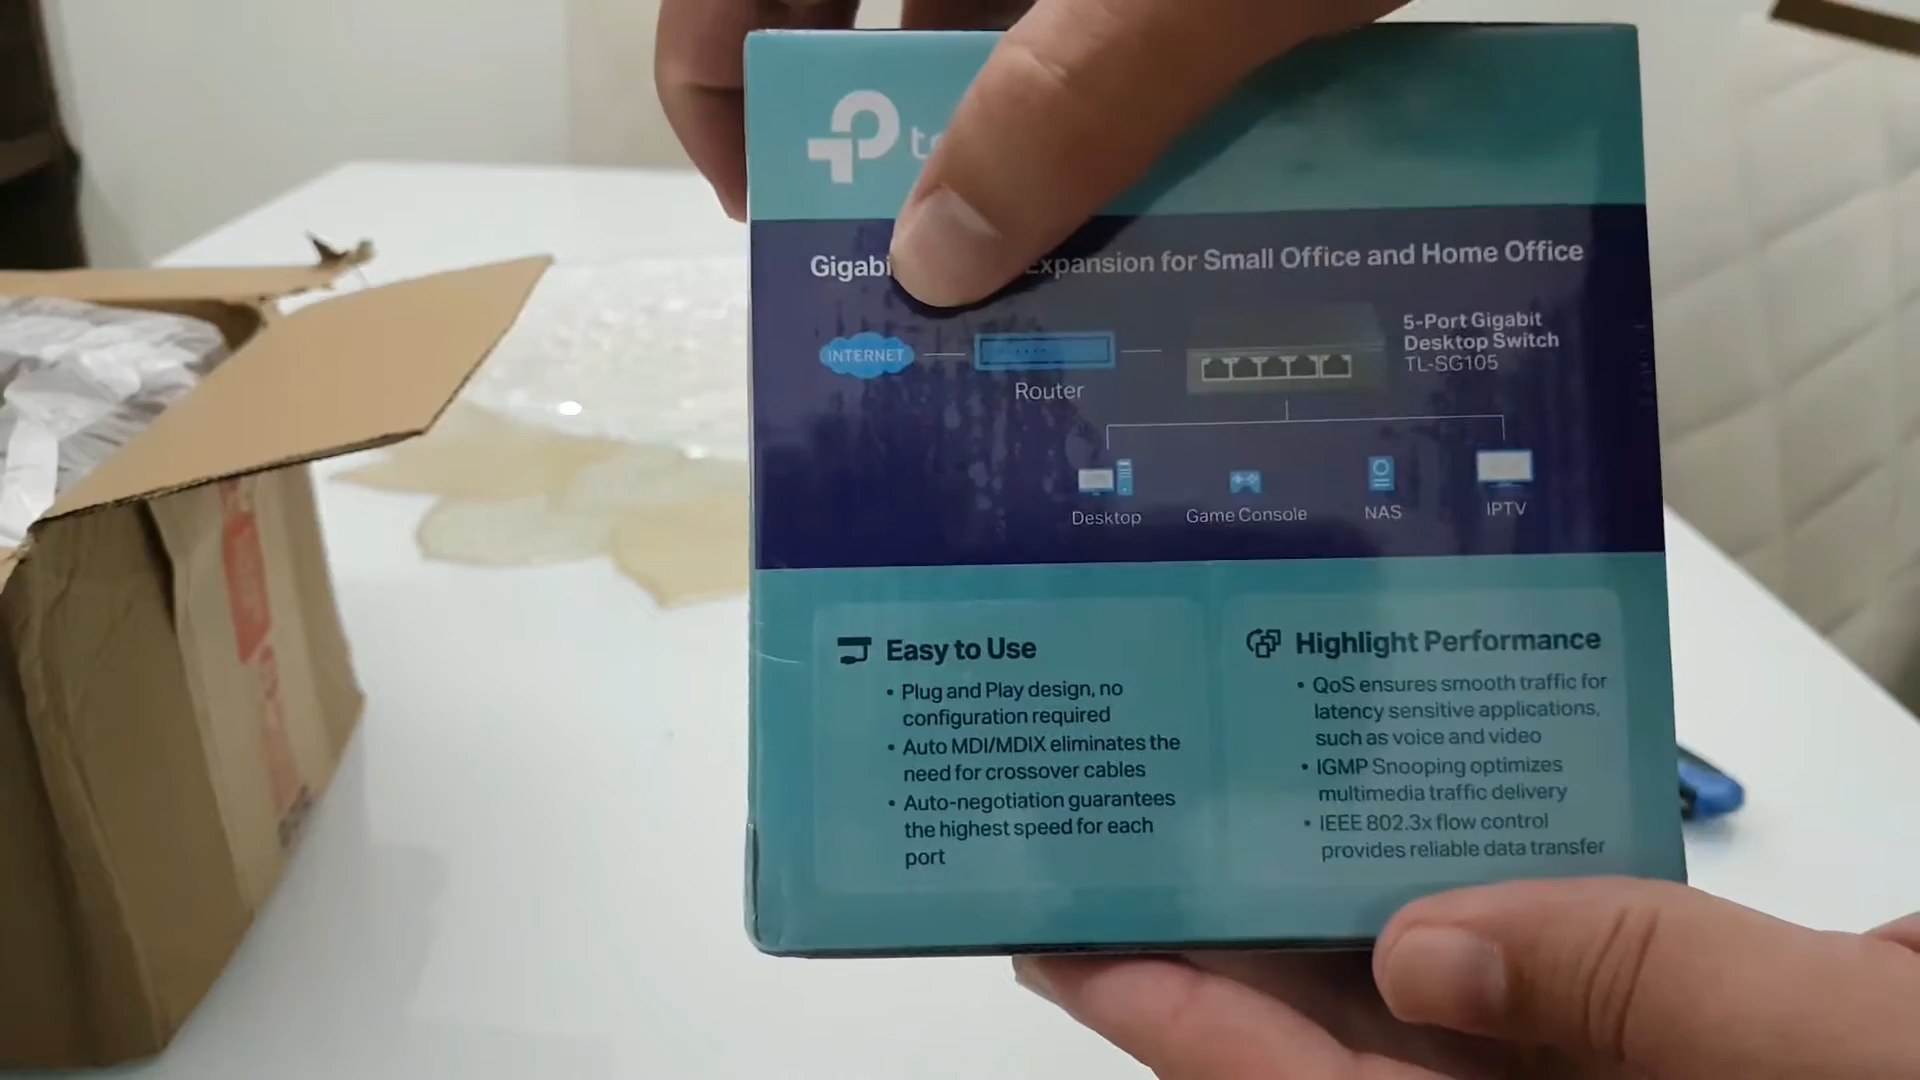 Expansion for Small Office and Home Office
INTERNET
Router
5-Port Gigabit
Desktop Switch
TL-SG105
Desktop
Game Console
NAS
IPTV
Easy to Use
• Plug and Play design, no
configuration required
• Auto MDI/MDIX eliminates the
need for crossover cables
• Auto-negotiation guarantees
the highest speed for each
port
Highlight Performance
• QoS ensures smooth traffic for
latency sensitive applications,
such as voice and video
• IGMP Snooping optimizes
multimedia traffic delivery
• IEEE 802.3x flow control
provides reliable data transfer